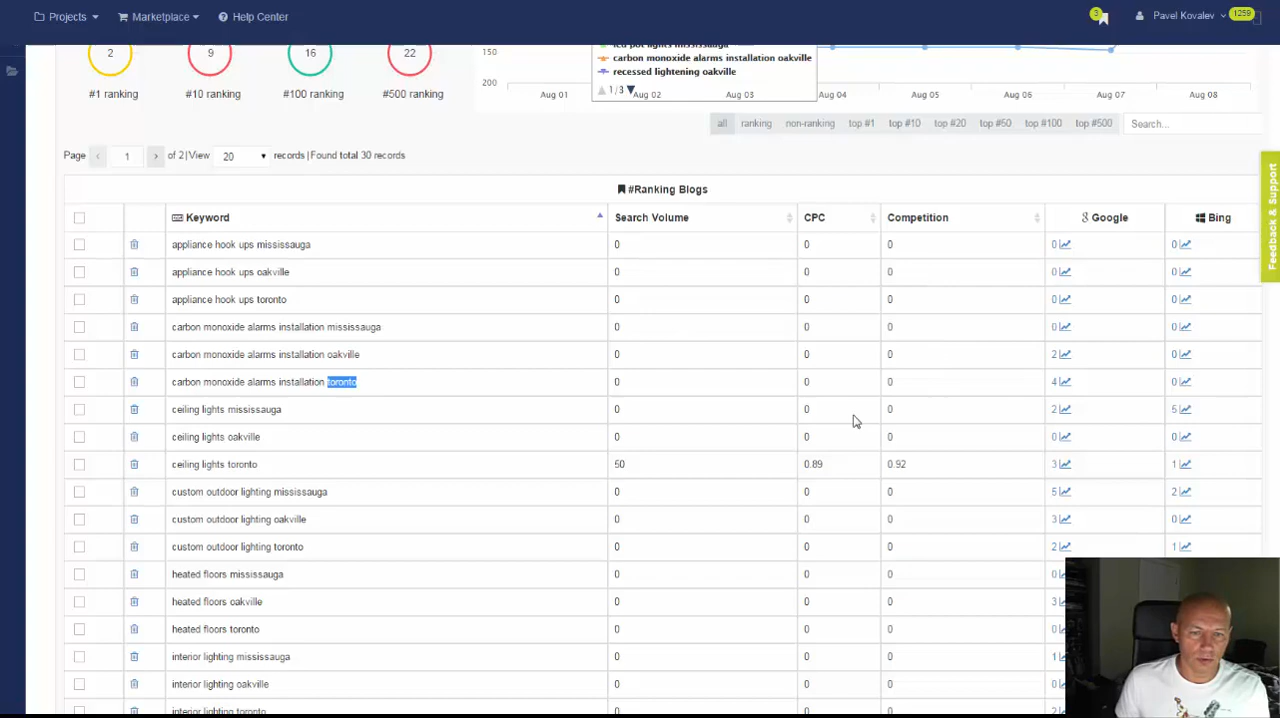 Projects Marketplace Help Center 3 Pavel Kovalev 1259
2 9 16 22
#1 ranking #10 ranking #100 ranking #500 ranking
150
200
carbon monoxide alarms installation oakville
recessed lightening oakville
1/3
Aug 01 Aug 02 Aug 03 Aug 04 Aug 05 Aug 06 Aug 07 Aug 08
all ranking non-ranking top #1 top #10 top #20 top #50 top #100 top #500 Search...
Page 1 of 2 | View 20 records | Found total 30 records
Feedback & Support
#Ranking Blogs
Keyword Search Volume CPC Competition Google Bing
appliance hook ups mississauga 0 0 0 0 0
appliance hook ups oakville 0 0 0 0 0
appliance hook ups toronto 0 0 0 0 0
carbon monoxide alarms installation mississauga 0 0 0 0 0
carbon monoxide alarms installation oakville 0 0 0 2 0
carbon monoxide alarms installation toronto 0 0 0 4 0
ceiling lights mississauga 0 0 0 2 5
ceiling lights oakville 0 0 0 0 0
ceiling lights toronto 50 0.89 0.92 3 1
custom outdoor lighting mississauga 0 0 0 5 2
custom outdoor lighting oakville 0 0 0 3 0
custom outdoor lighting toronto 0 0 0 2 1
heated floors mississauga 0 0 0 0
heated floors oakville 0 0 0 3
heated floors toronto 0 0 0 0
interior lighting mississauga 0 0 0 1
interior lighting oakville 0 0 0 0
interior lighting toronto 0 0 0 2